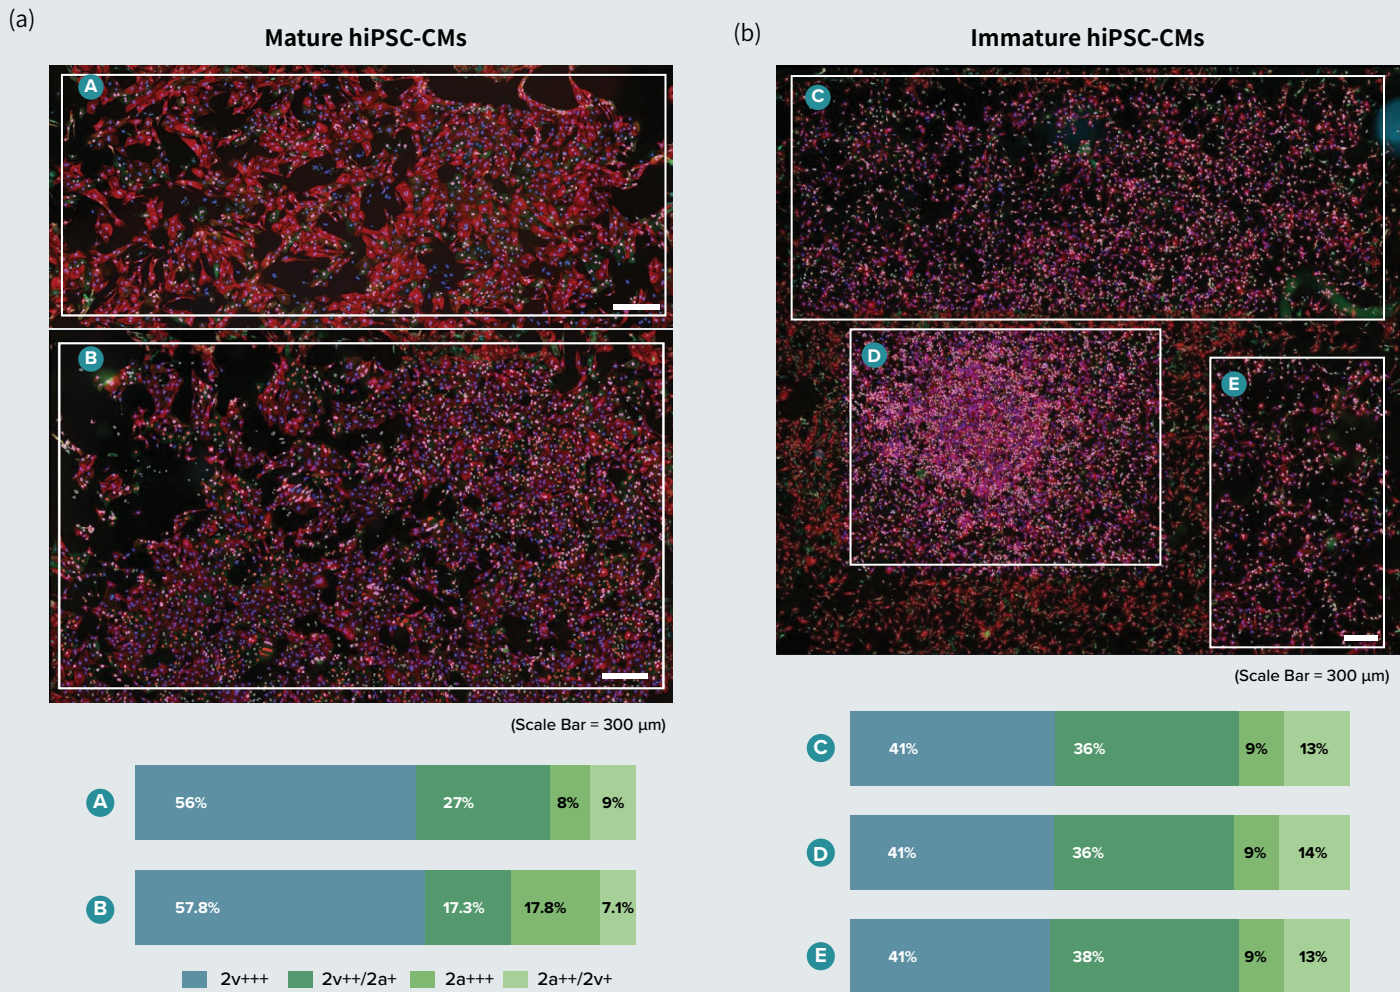 (a)
Mature hiPSC-CMs
A
B
(Scale Bar = 300 µm)
A
56%
27%
8%
9%
B
57.8%
17.3%
17.8%
7.1%
2v+++
2v++/2a+
2a+++
2a++/2v+
(b)
Immature hiPSC-CMs
C
D
E
(Scale Bar = 300 µm)
C
41%
36%
9%
13%
D
41%
36%
9%
14%
E
41%
38%
9%
13%